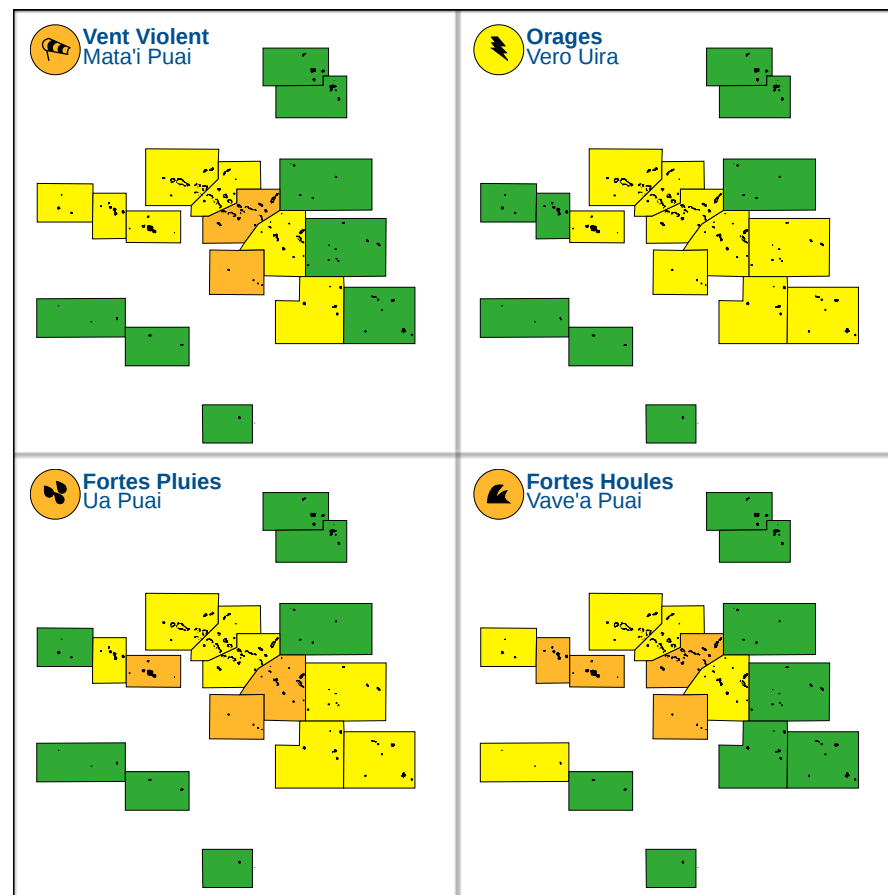 Vent Violent
Mata'i Puai
Orages
Vero Uira
Fortes Pluies
Ua Puai
Fortes Houles
Vave'a Puai